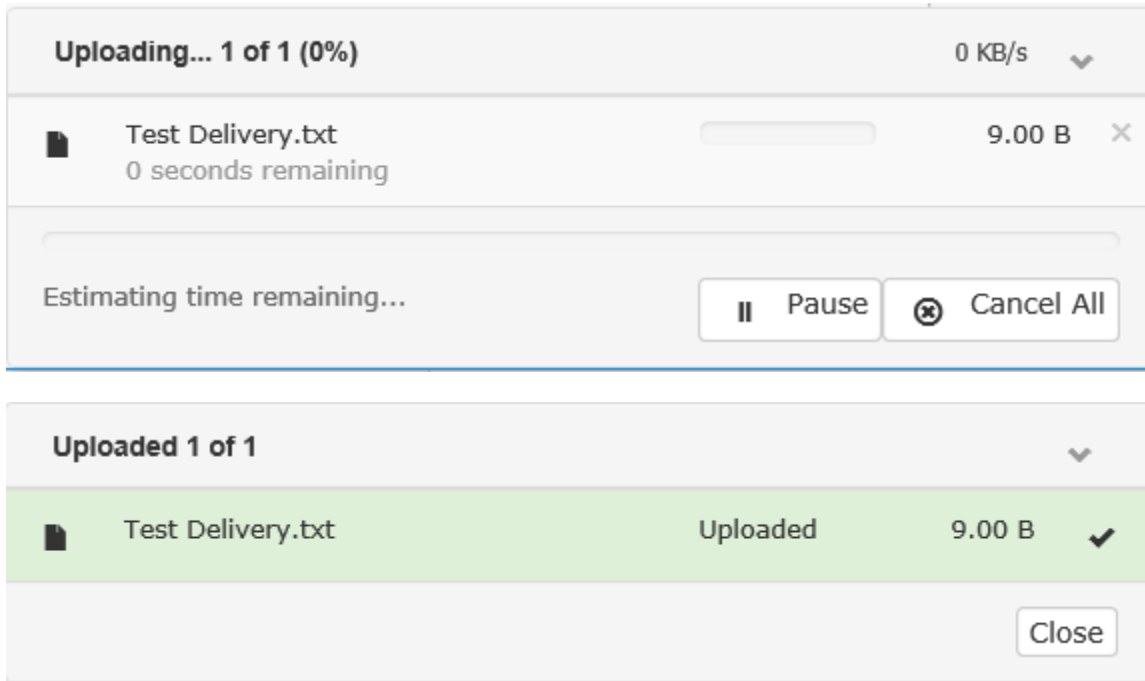 Uploading... 1 of 1 (0%) 0 KB/s
Test Delivery.txt 9.00 B
0 seconds remaining
Estimating time remaining... Pause Cancel All
Uploaded 1 of 1
Test Delivery.txt Uploaded 9.00 B
Close